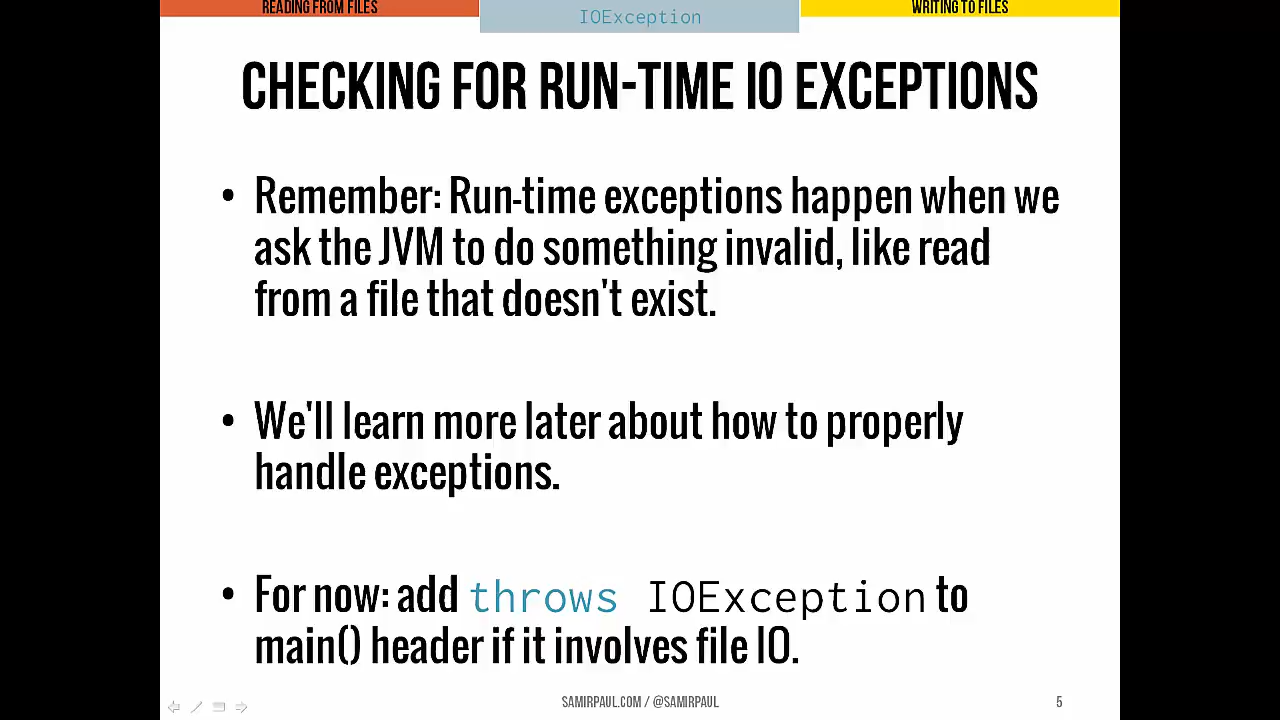 READING FROM FILES
IOException
WRITING TO FILES
CHECKING FOR RUN-TIME IO EXCEPTIONS
• Remember: Run-time exceptions happen when we
ask the JVM to do something invalid, like read
from a file that doesn't exist.
• We'll learn more later about how to properly
handle exceptions.
• For now: add throws IOException to
main() header if it involves file IO.
SAMIRPAUL.COM / @SAMIRPAUL
5